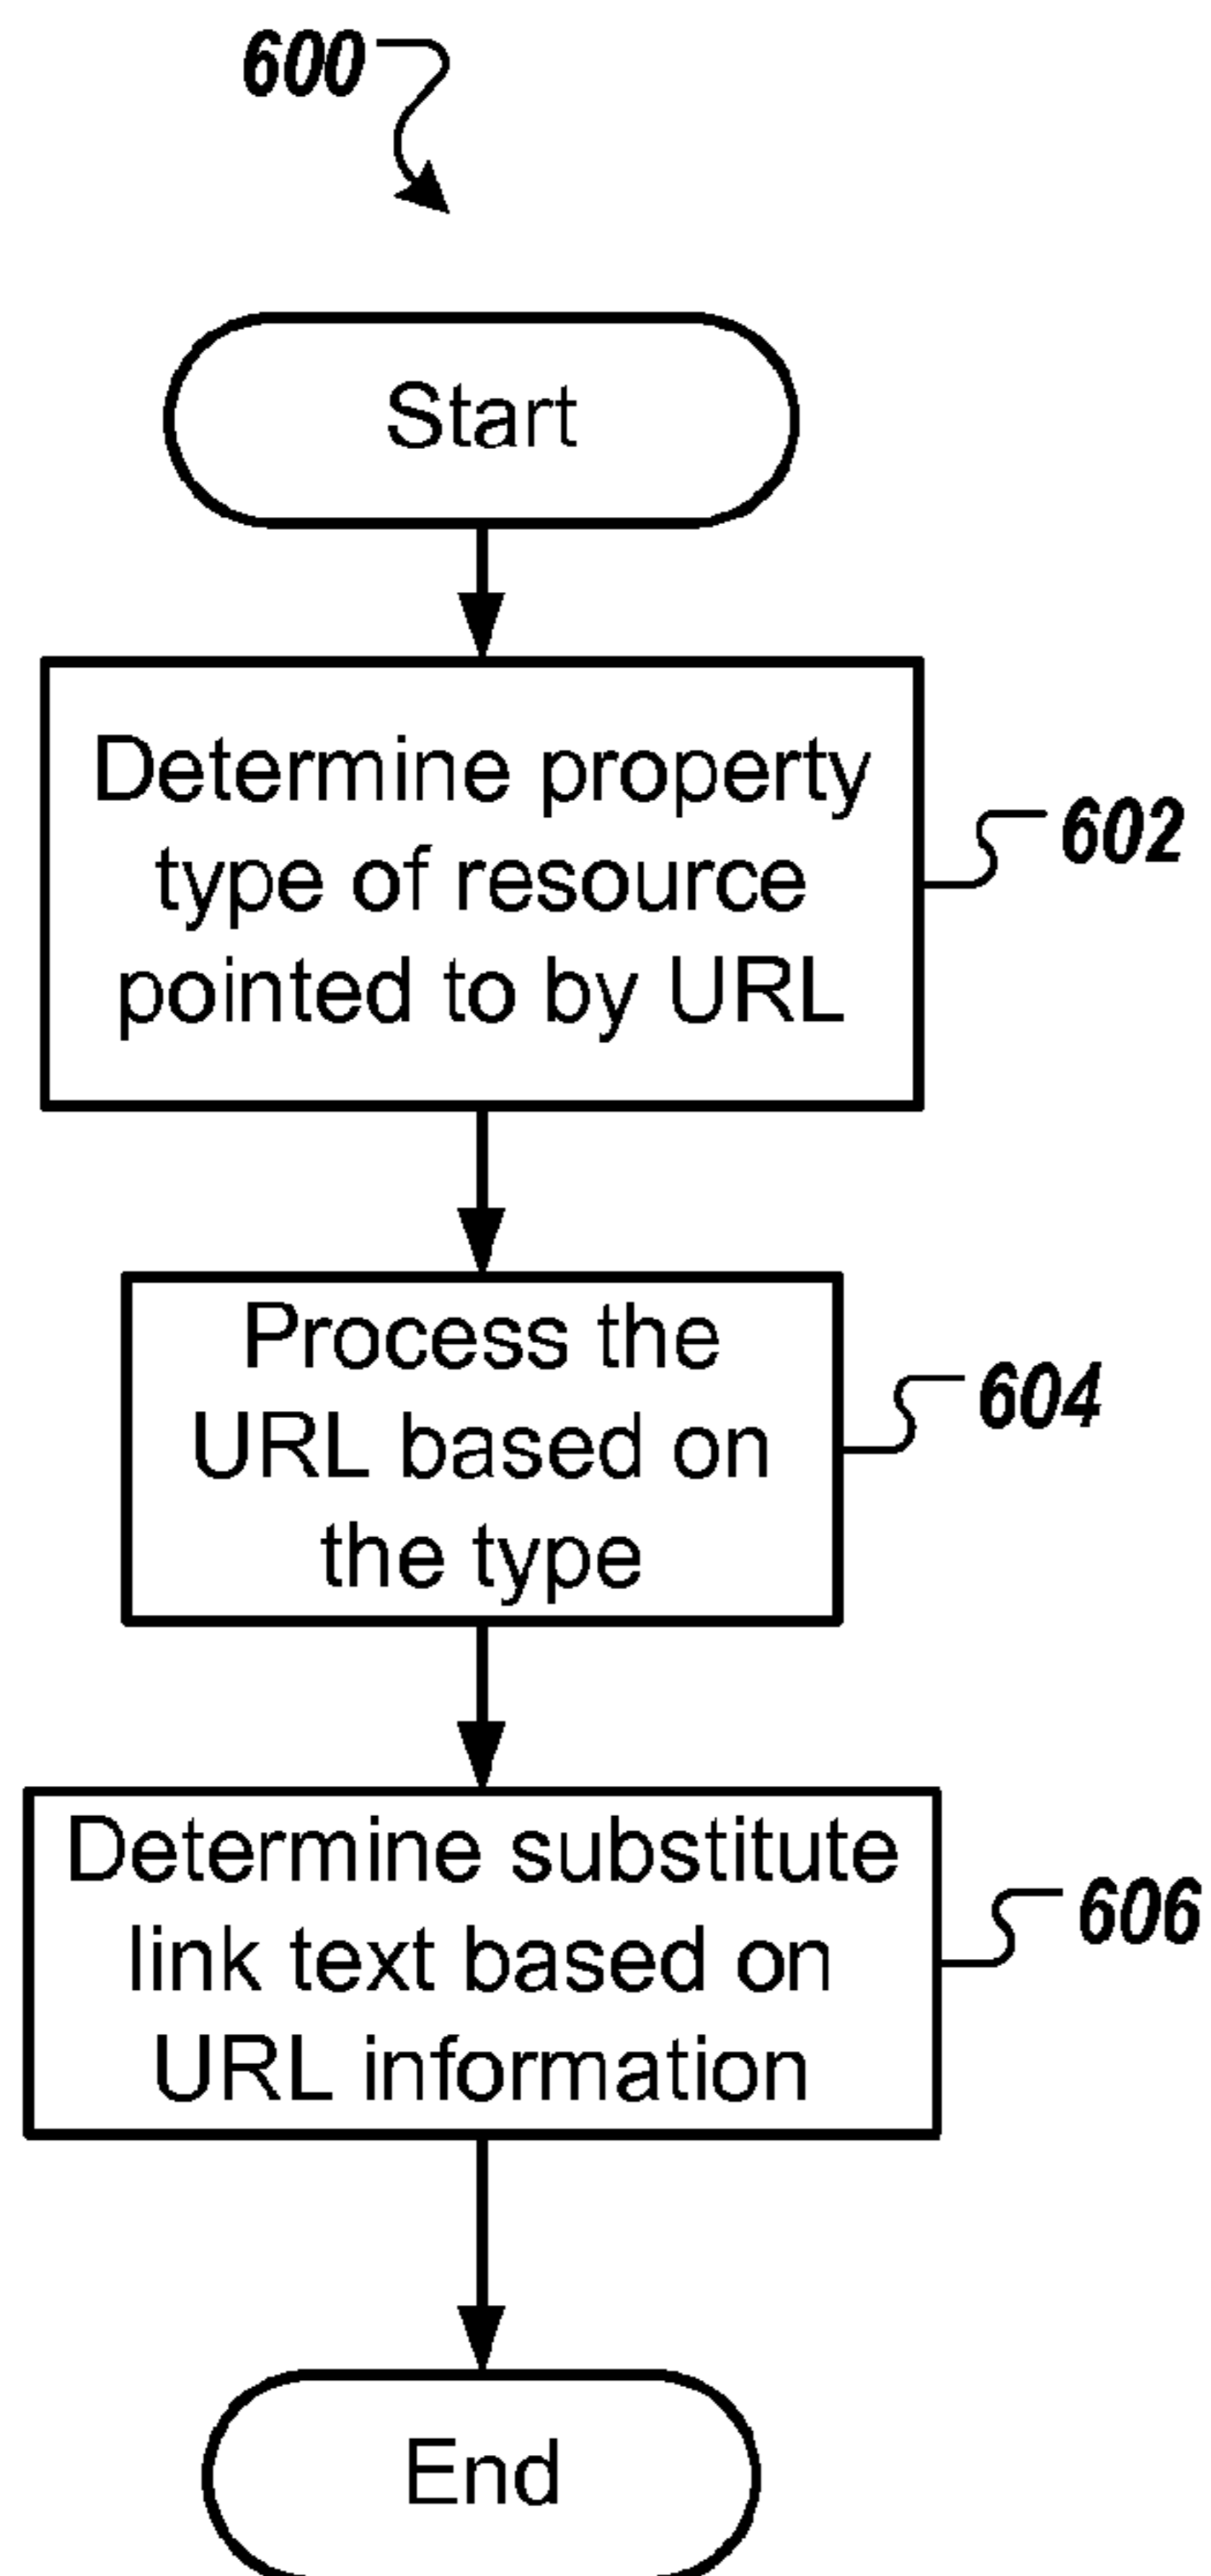 600
Start
Determine property
type of resource
pointed to by URL
602
Process the
URL based on
the type
604
Determine substitute
link text based on
URL information
606
End